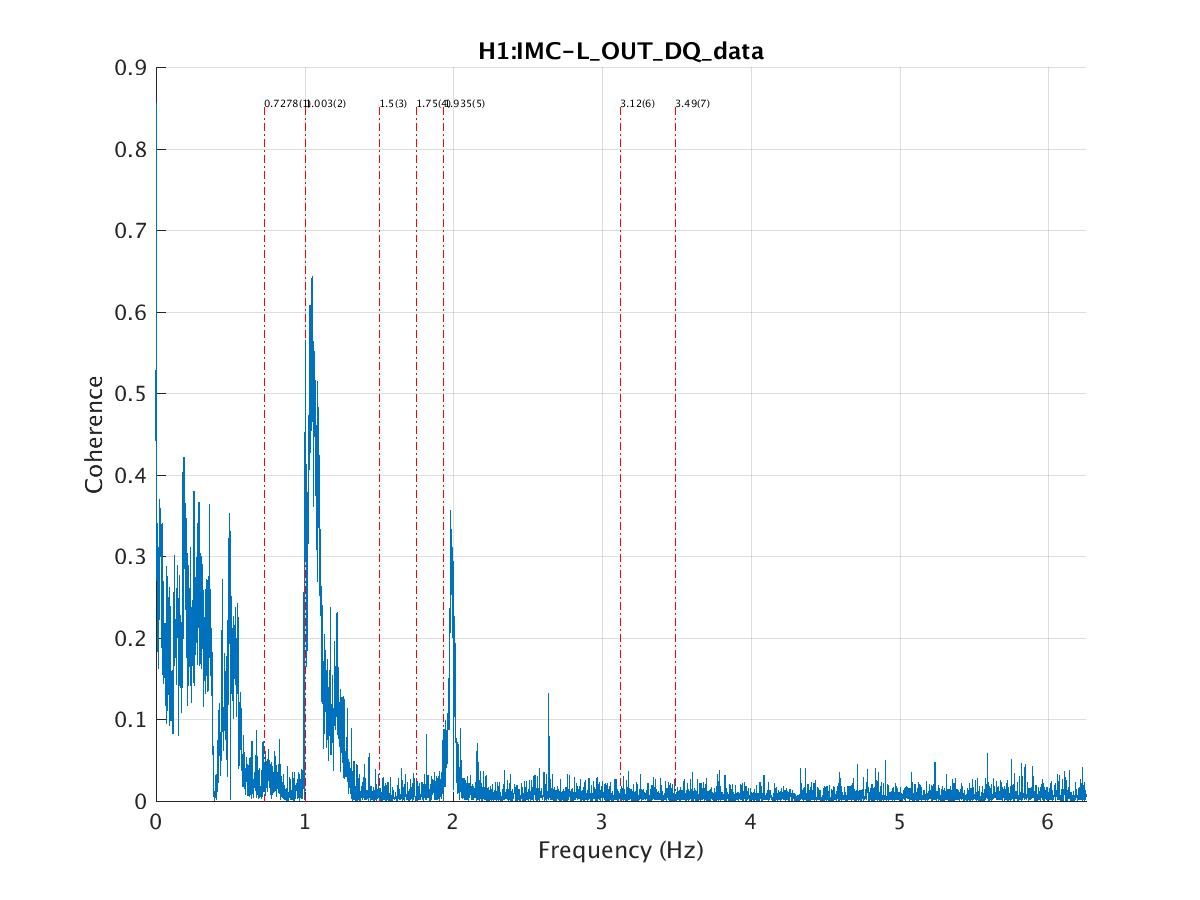 H1:IMC-L_OUT_DQ_data
0.9
0.7278(1) 1.003(2) 1.5(3) 1.75(4) 1.935(5) 3.12(6) 3.49(7)
0.8
0.7
0.6
0.5
0.4
0.3
0.2
0.1
0
Coherence
0 1 2 3 4 5 6
Frequency (Hz)